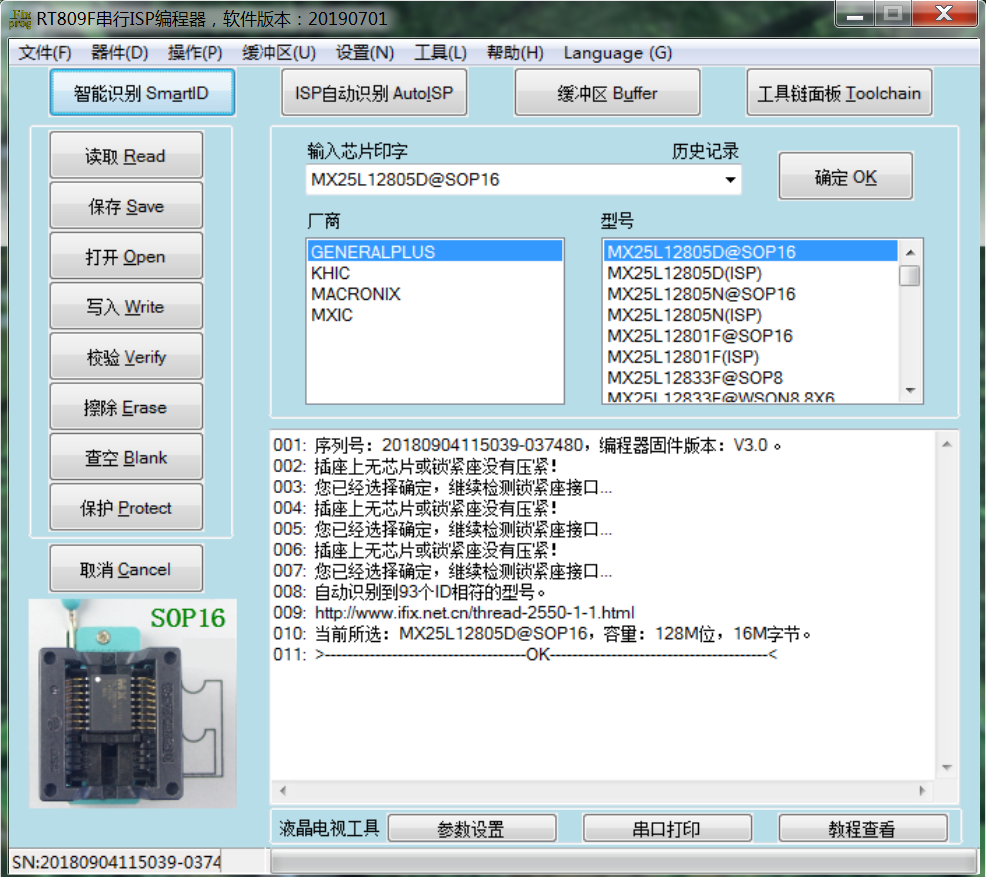 RT809F串行ISP编程器，软件版本：20190701
文件(F) 器件(D) 操作(P) 缓冲区(U) 设置(N) 工具(L) 帮助(H) Language (G)
智能识别 SmartID ISP自动识别 AutoISP 缓冲区 Buffer 工具链面板 Toolchain
读取 Read
保存 Save
打开 Open
写入 Write
校验 Verify
擦除 Erase
查空 Blank
保护 Protect
取消 Cancel
SOP16
输入芯片印字 历史记录
MX25L12805D@SOP16
确定 OK
厂商
GENERALPLUS
KHIC
MACRONIX
MXIC
型号
MX25L12805D@SOP16
MX25L12805D(ISP)
MX25L12805N@SOP16
MX25L12805N(ISP)
MX25L12801F@SOP16
MX25L12801F(ISP)
MX25L12833F@SOP8
MX25L12833F@WSON8 8X6
001: 序列号：20180904115039-037480，编程器固件版本：V3.0 。
002: 插座上无芯片或锁紧座没有压紧！
003: 您已经选择确定，继续检测锁紧座接口...
004: 插座上无芯片或锁紧座没有压紧！
005: 您已经选择确定，继续检测锁紧座接口...
006: 插座上无芯片或锁紧座没有压紧！
007: 您已经选择确定，继续检测锁紧座接口...
008: 自动识别到93个ID相符的型号。
009: http://www.ifix.net.cn/thread-2550-1-1.html
010: 当前所选：MX25L12805D@SOP16，容量：128M位，16M字节。
011: >------------------------------------OK---------------------------------------<
液晶电视工具 参数设置 串口打印 教程查看
SN:20180904115039-0374